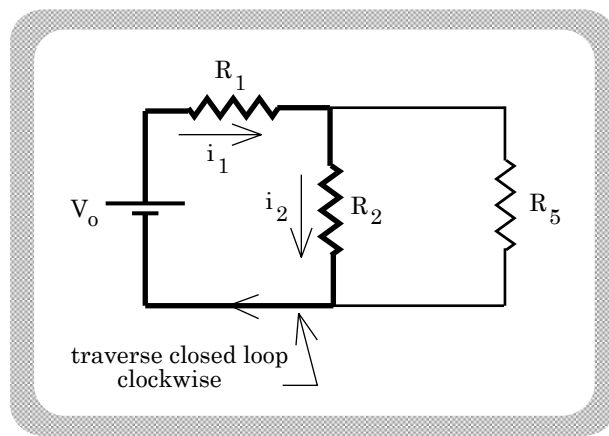 R1
i1
Vo
i2
R2
R5
traverse closed loop
clockwise